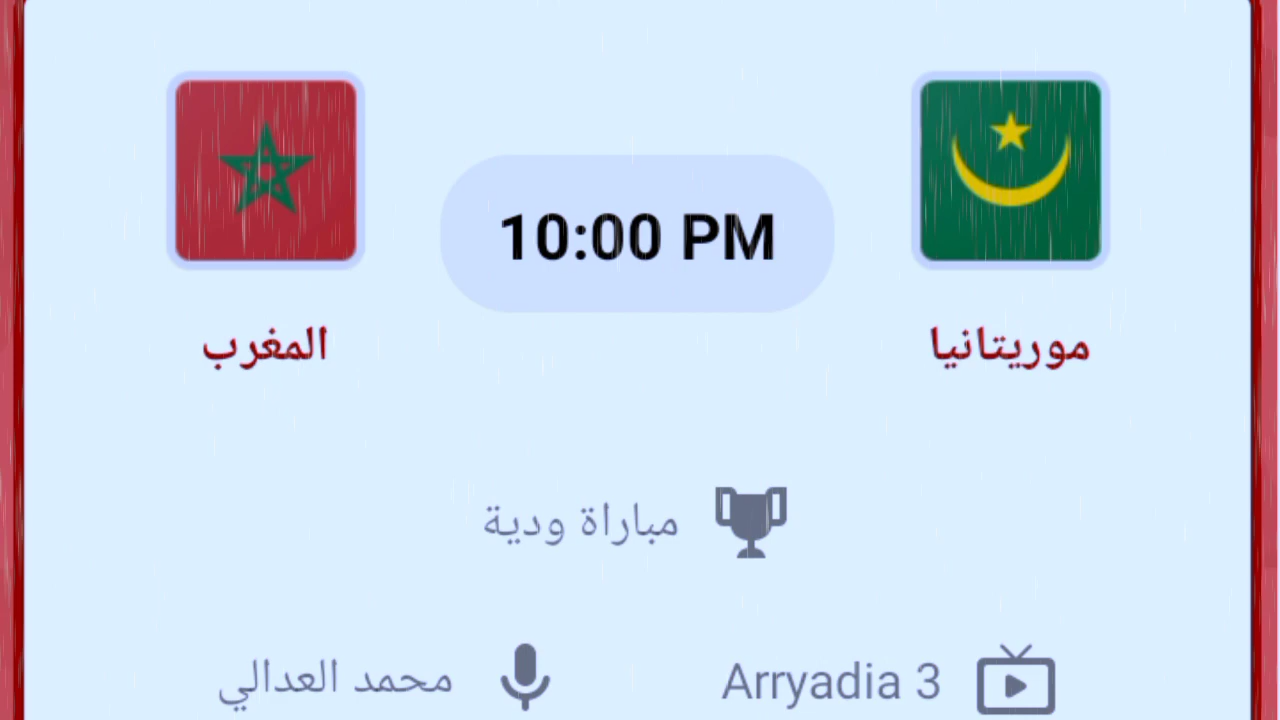 10:00 PM
موريتانيا
المغرب
مباراة ودية
Arryadia 3
محمد العدالي